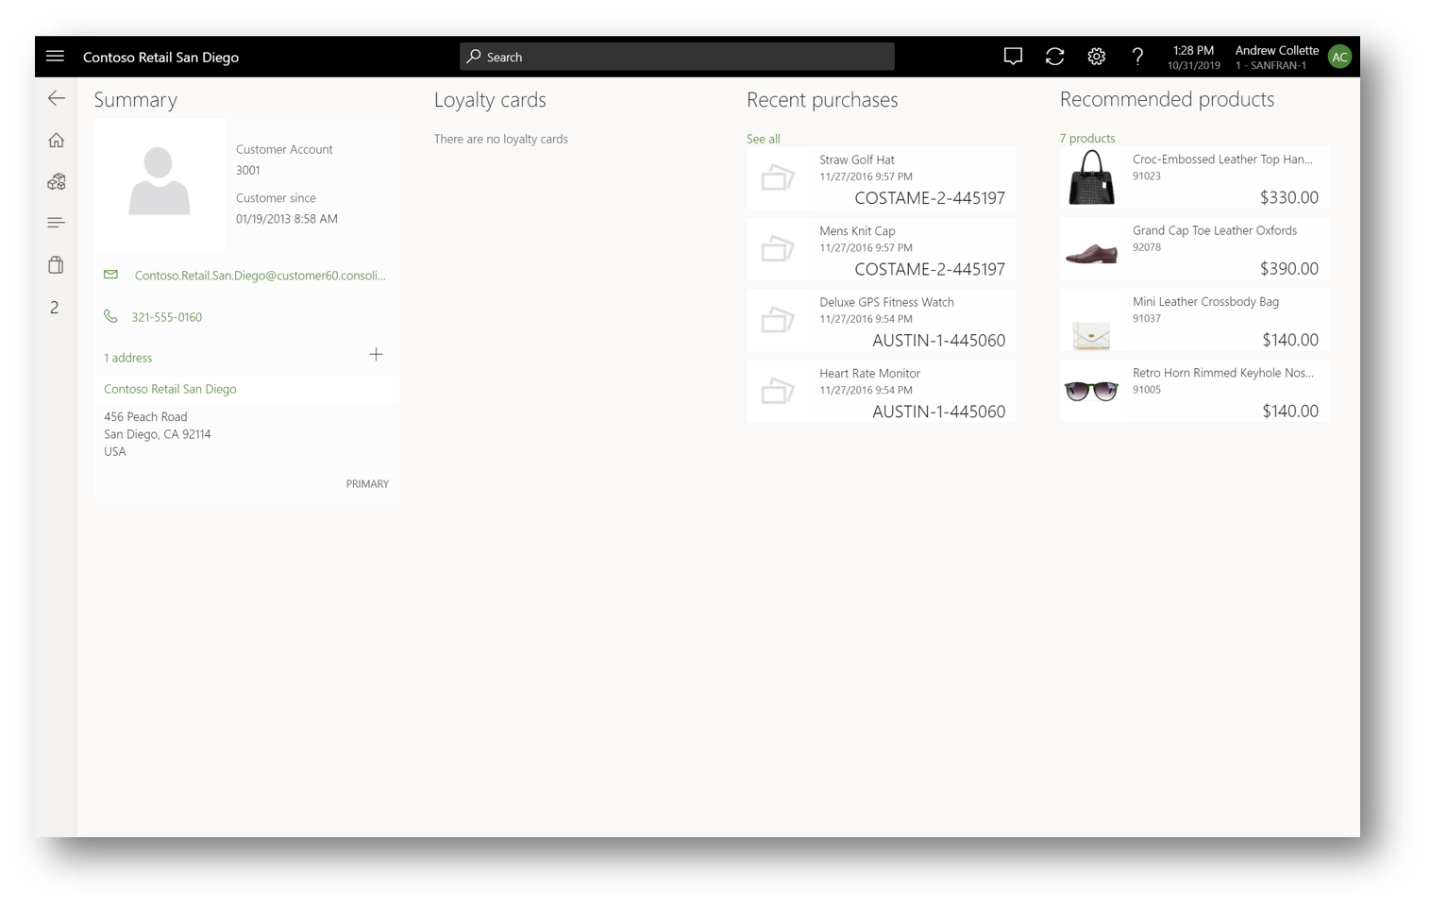 Contoso Retail San Diego
Search
1:28 PM
10/31/2019
Andrew Collette
1 - SANFRAN-1
AC
2
Summary
Customer Account
3001
Customer since
01/19/2013 8:58 AM
Contoso.Retail.San.Diego@customer60.consoli...
321-555-0160
1 address
Contoso Retail San Diego
456 Peach Road
San Diego, CA 92114
USA
PRIMARY
Loyalty cards
There are no loyalty cards
Recent purchases
See all
Straw Golf Hat
11/27/2016 9:57 PM
COSTAME-2-445197
Mens Knit Cap
11/27/2016 9:57 PM
COSTAME-2-445197
Deluxe GPS Fitness Watch
11/27/2016 9:54 PM
AUSTIN-1-445060
Heart Rate Monitor
11/27/2016 9:54 PM
AUSTIN-1-445060
Recommended products
7 products
Croc-Embossed Leather Top Han...
91023
$330.00
Grand Cap Toe Leather Oxfords
92078
$390.00
Mini Leather Crossbody Bag
91037
$140.00
Retro Horn Rimmed Keyhole Nos...
91005
$140.00